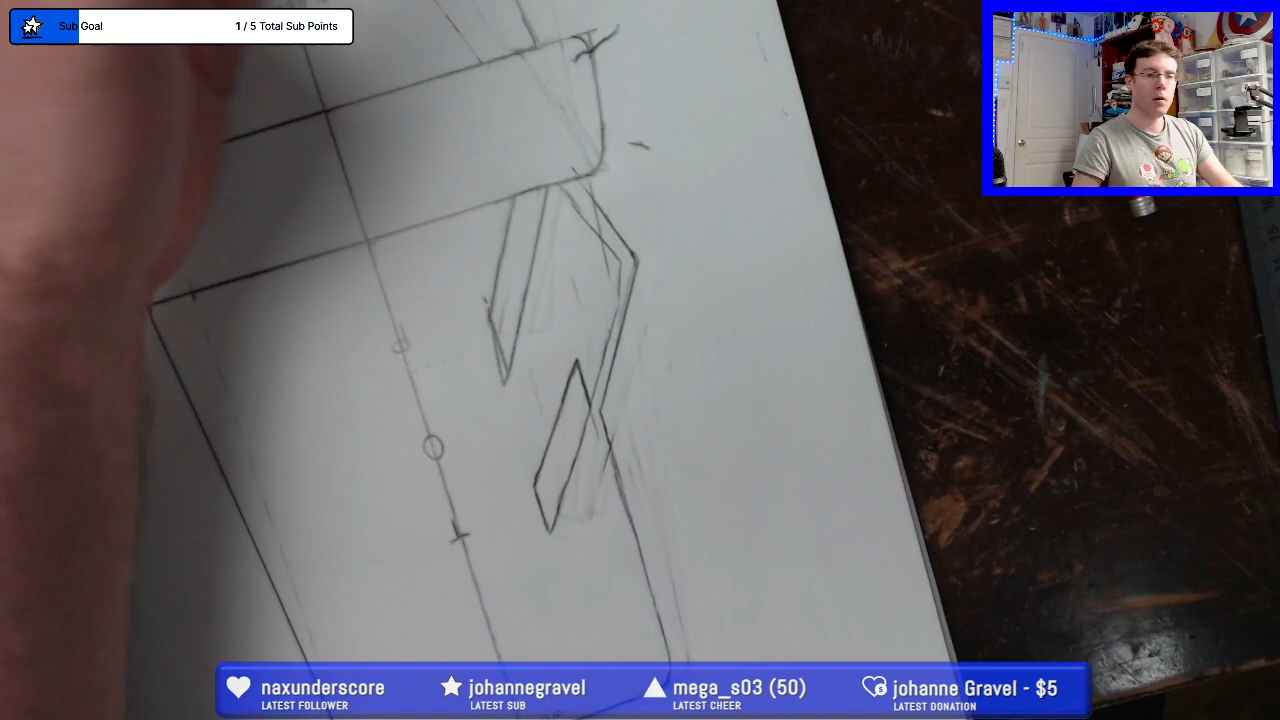 Sub Goal
1 / 5 Total Sub Points
naxunderscore
LATEST FOLLOWER
johannegravel
LATEST SUB
mega_s03 (50)
LATEST CHEER
johanne Gravel - $5
LATEST DONATION